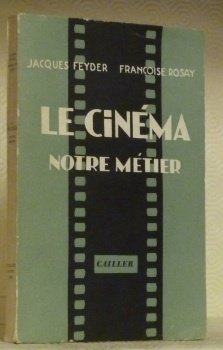 JACQUES FEYDER FRANÇOISE ROSAY
LE CiNÉMA
NOTRE MÉTIER
CAILLER